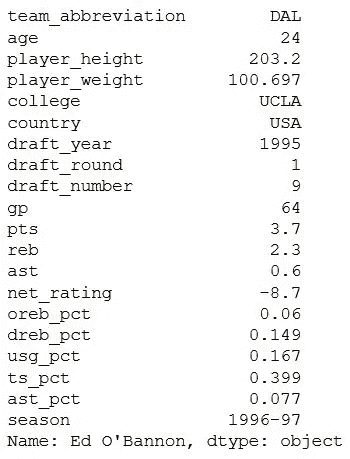 team_abbreviation DAL
age 24
player_height 203.2
player_weight 100.697
college UCLA
country USA
draft_year 1995
draft_round 1
draft_number 9
gp 64
pts 3.7
reb 2.3
ast 0.6
net_rating -8.7
oreb_pct 0.06
dreb_pct 0.149
usg_pct 0.167
ts_pct 0.399
ast_pct 0.077
season 1996-97
Name: Ed O'Bannon, dtype: object